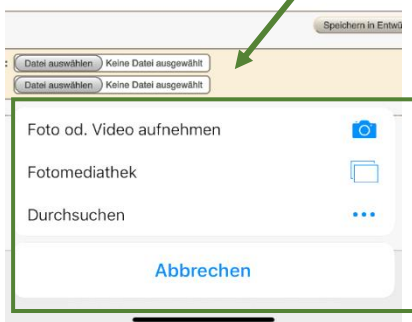 Speichern in Entwü
: Datei auswählen Keine Datei ausgewählt
Datei auswählen Keine Datei ausgewählt
Foto od. Video aufnehmen
Fotomediathek
Durchsuchen
Abbrechen